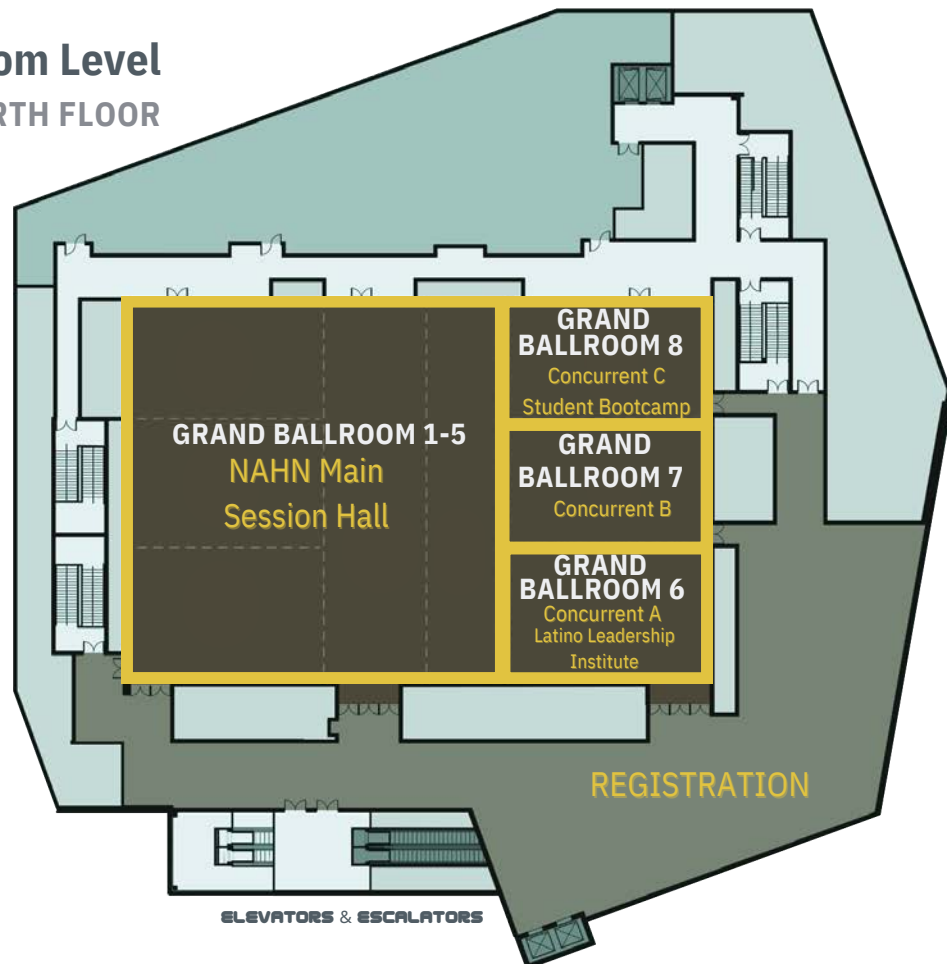 om Level
RTH FLOOR
GRAND
BALLROOM 8
Concurrent C
Student Bootcamp
GRAND BALLROOM 1-5
NAHN Main
Session Hall
GRAND
BALLROOM 7
Concurrent B
GRAND
BALLROOM 6
Concurrent A
Latino Leadership
Institute
REGISTRATION
ELEVATORS & ESCALATORS